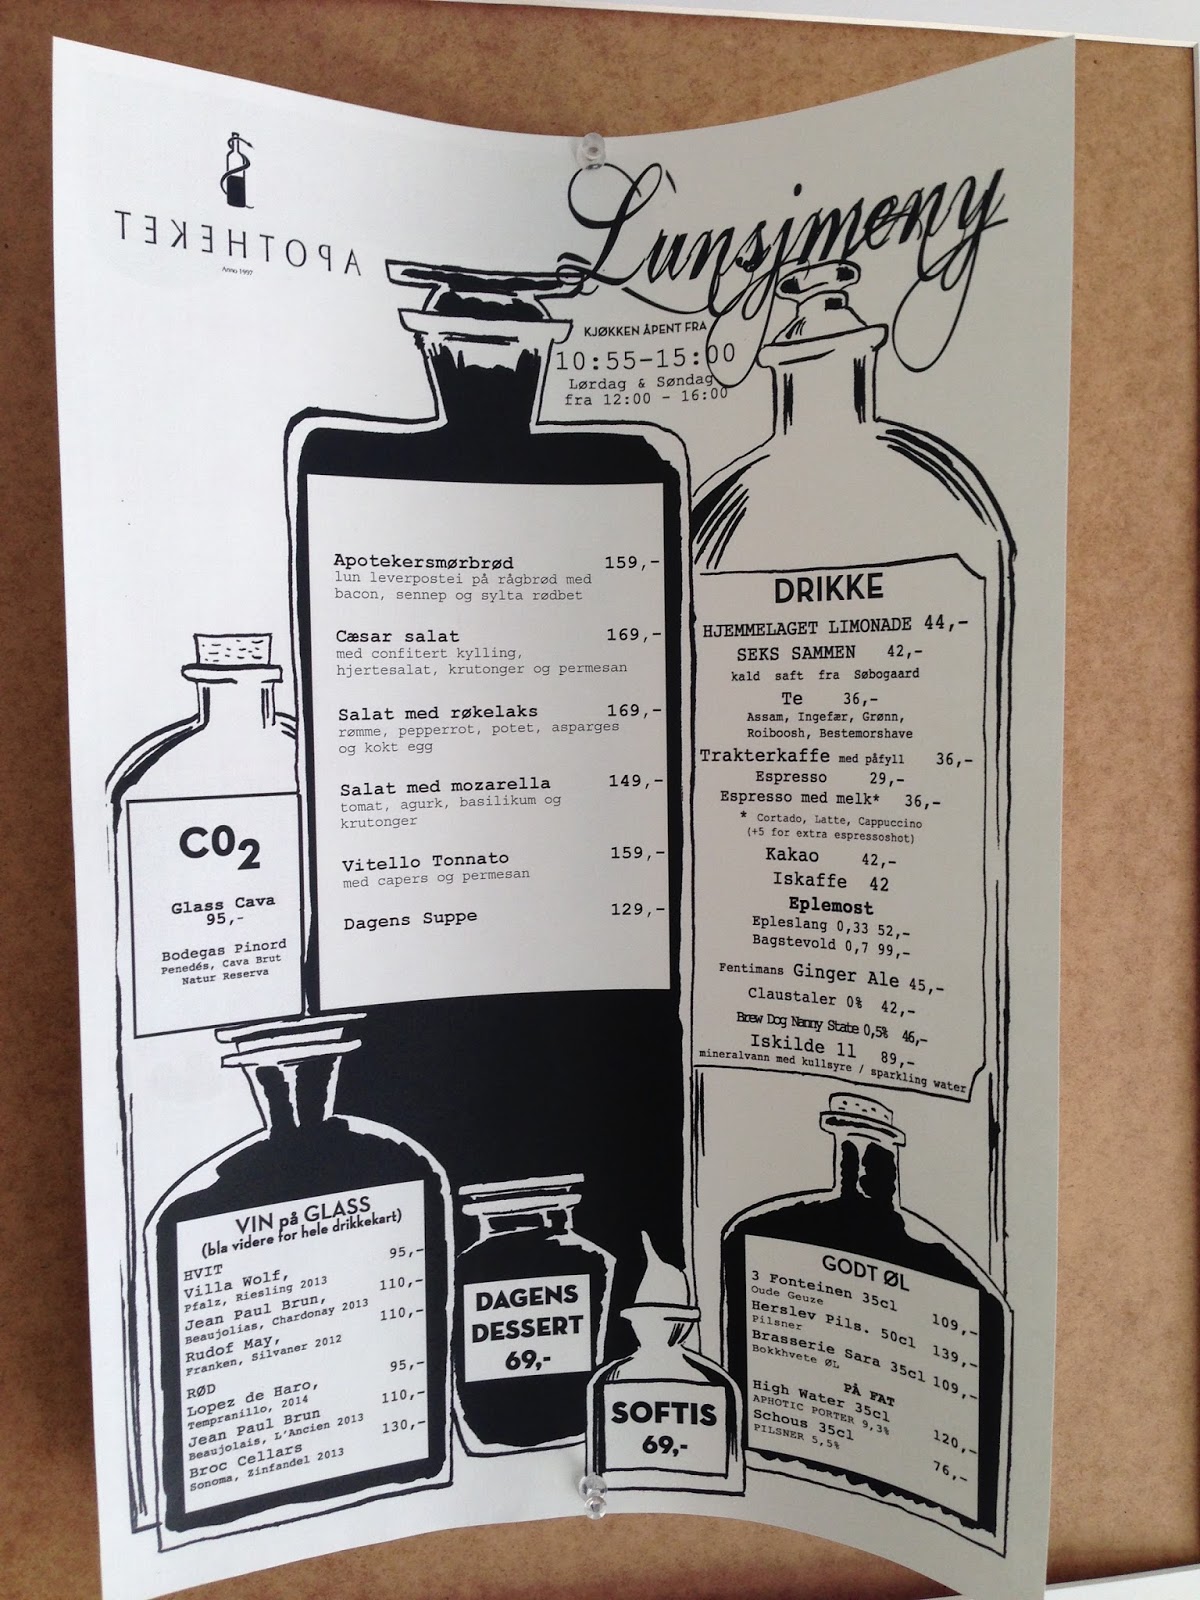 APOTHEKET
Anno 1997
Lunsjmeny
KJØKKEN ÅPENT FRA
10:55-15:00
Lørdag & Søndag
fra 12:00 - 16:00
Apotekersmørbrød 159,-
lun leverpostei på rågbrød med
bacon, sennep og sylta rødbet
Cæsar salat 169,-
med confitert kylling,
hjertesalat, krutonger og permesan
Salat med røkelaks 169,-
rømme, pepperrot, potet, asparges
og kokt egg
Salat med mozarella 149,-
tomat, agurk, basilikum og
krutonger
Vitello Tonnato 159,-
med capers og permesan
Dagens Suppe 129,-
DRIKKE
HJEMMELAGET LIMONADE 44,-
SEKS SAMMEN 42,-
kald saft fra Søbogaard
Te 36,-
Assam, Ingefær, Grønn,
Roiboosh, Bestemorshave
Trakterkaffe med påfyll 36,-
Espresso 29,-
Espresso med melk* 36,-
* Cortado, Latte, Cappuccino
(+5 for extra espressoshot)
Kakao 42,-
Iskaffe 42
Eplemost
Epleslang 0,33 52,-
Bagstevold 0,7 99,-
Fentimans Ginger Ale 45,-
Claustaler 0% 42,-
Brew Dog Nanny State 0,5% 46,-
Iskilde 1l 89,-
mineralvann med kullsyre / sparkling water
CO2
Glass Cava
95,-
Bodegas Pinord
Penedés, Cava Brut
Natur Reserva
VIN på GLASS
(bla videre for hele drikkekart)
HVIT
Villa Wolf, 95,-
Pfalz, Riesling 2013
Jean Paul Brun, 110,-
Beaujolias, Chardonay 2013
Rudof May, 110,-
Franken, Silvaner 2012
RØD
Lopez de Haro, 95,-
Tempranillo, 2014
Jean Paul Brun 110,-
Beaujolais, L'Ancien 2013
Broc Cellars 130,-
Sonoma, Zinfandel 2013
DAGENS
DESSERT
69,-
SOFTIS
69,-
GODT ØL
3 Fonteinen 35cl 109,-
Oude Geuze
Herslev Pils. 50cl 139,-
Pilsner
Brasserie Sara 35cl 109,-
Bokkhvete ØL
PÅ FAT
High Water 35cl 120,-
APHOTIC PORTER 9,3%
Schous 35cl 76,-
PILSNER 5,5%